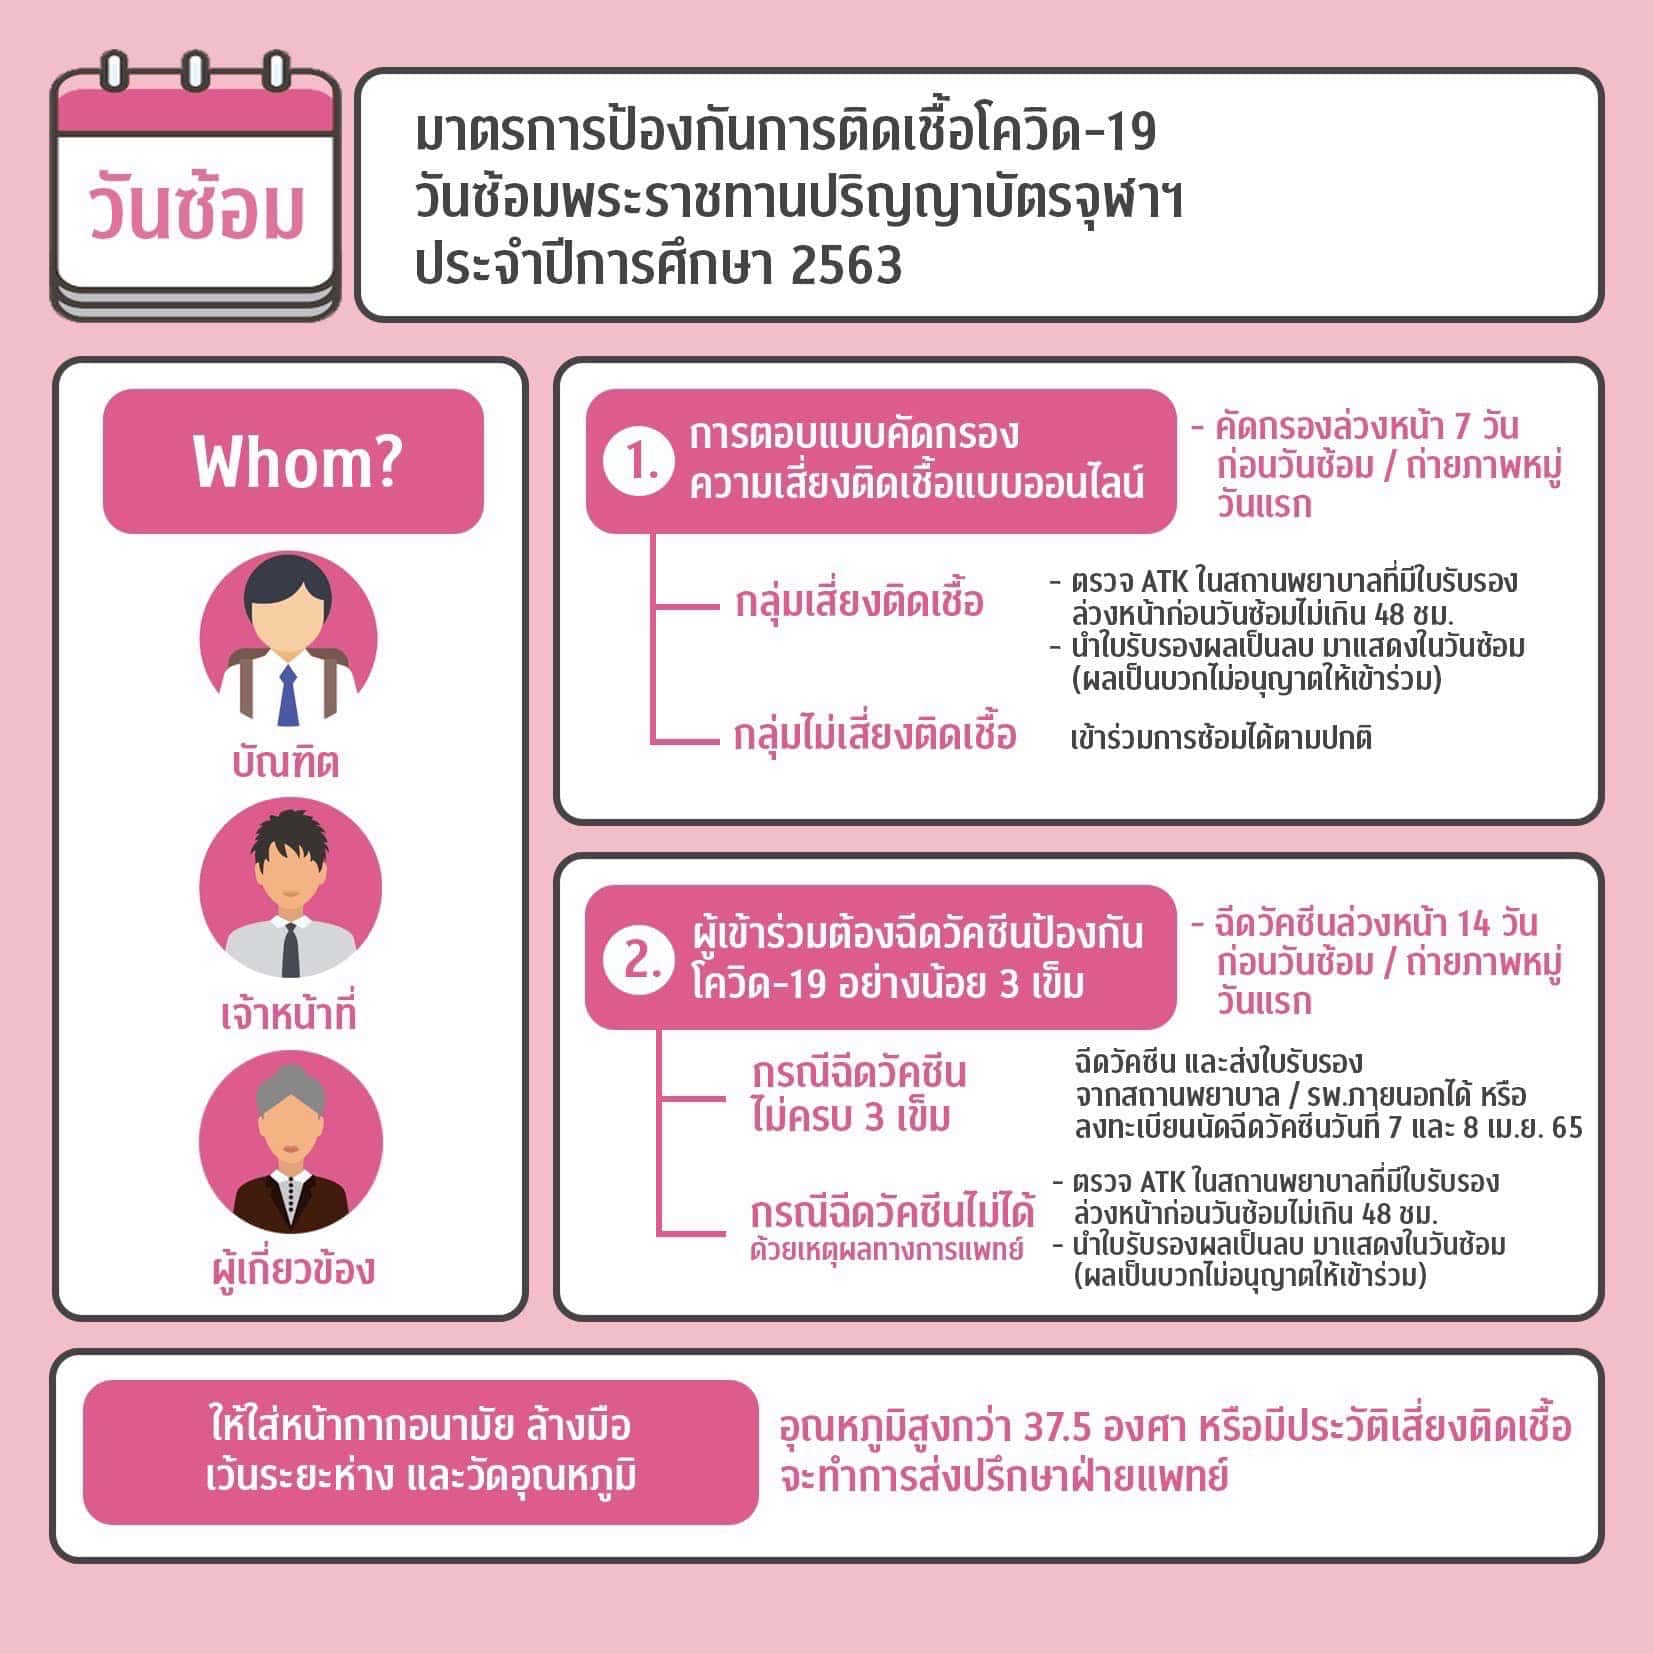 วันซ้อม
มาตรการป้องกันการติดเชื้อโควิด-19
วันซ้อมพระราชทานปริญญาบัตรจุฬาฯ
ประจำปีการศึกษา 2563
Whom?
บัณฑิต
เจ้าหน้าที่
ผู้เกี่ยวข้อง
1.
การตอบแบบคัดกรอง
ความเสี่ยงติดเชื้อแบบออนไลน์
- คัดกรองล่วงหน้า 7 วัน
ก่อนวันซ้อม / ถ่ายภาพหมู่
วันแรก
กลุ่มเสี่ยงติดเชื้อ
- ตรวจ ATK ในสถานพยาบาลที่มีใบรับรอง
ล่วงหน้าก่อนวันซ้อมไม่เกิน 48 ชม.
- นำใบรับรองผลเป็นลบ มาแสดงในวันซ้อม
(ผลเป็นบวกไม่อนุญาตให้เข้าร่วม)
กลุ่มไม่เสี่ยงติดเชื้อ
เข้าร่วมการซ้อมได้ตามปกติ
2.
ผู้เข้าร่วมต้องฉีดวัคซีนป้องกัน
โควิด-19 อย่างน้อย 3 เข็ม
- ฉีดวัคซีนล่วงหน้า 14 วัน
ก่อนวันซ้อม / ถ่ายภาพหมู่
วันแรก
กรณีฉีดวัคซีน
ไม่ครบ 3 เข็ม
ฉีดวัคซีน และส่งใบรับรอง
จากสถานพยาบาล / รพ.ภายนอกได้ หรือ
ลงทะเบียนนัดฉีดวัคซีนวันที่ 7 และ 8 เม.ย. 65
กรณีฉีดวัคซีนไม่ได้
ด้วยเหตุผลทางการแพทย์
- ตรวจ ATK ในสถานพยาบาลที่มีใบรับรอง
ล่วงหน้าก่อนวันซ้อมไม่เกิน 48 ชม.
- นำใบรับรองผลเป็นลบ มาแสดงในวันซ้อม
(ผลเป็นบวกไม่อนุญาตให้เข้าร่วม)
ให้ใส่หน้ากากอนามัย ล้างมือ
เว้นระยะห่าง และวัดอุณหภูมิ
อุณหภูมิสูงกว่า 37.5 องศา หรือมีประวัติเสี่ยงติดเชื้อ
จะทำการส่งปรึกษาฝ่ายแพทย์